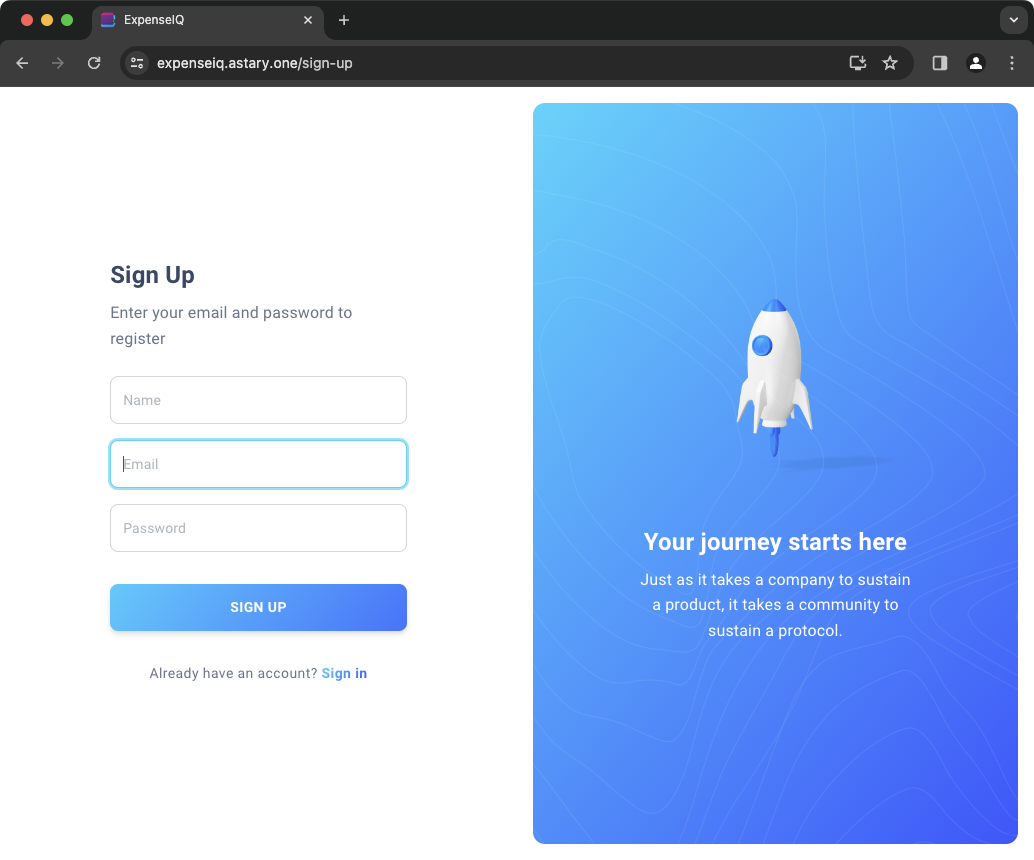 ExpenseIQ
expenseiq.astary.one/sign-up
Sign Up
Enter your email and password to
register
Name
Email
Password
SIGN UP
Already have an account? Sign in
Your journey starts here
Just as it takes a company to sustain
a product, it takes a community to
sustain a protocol.